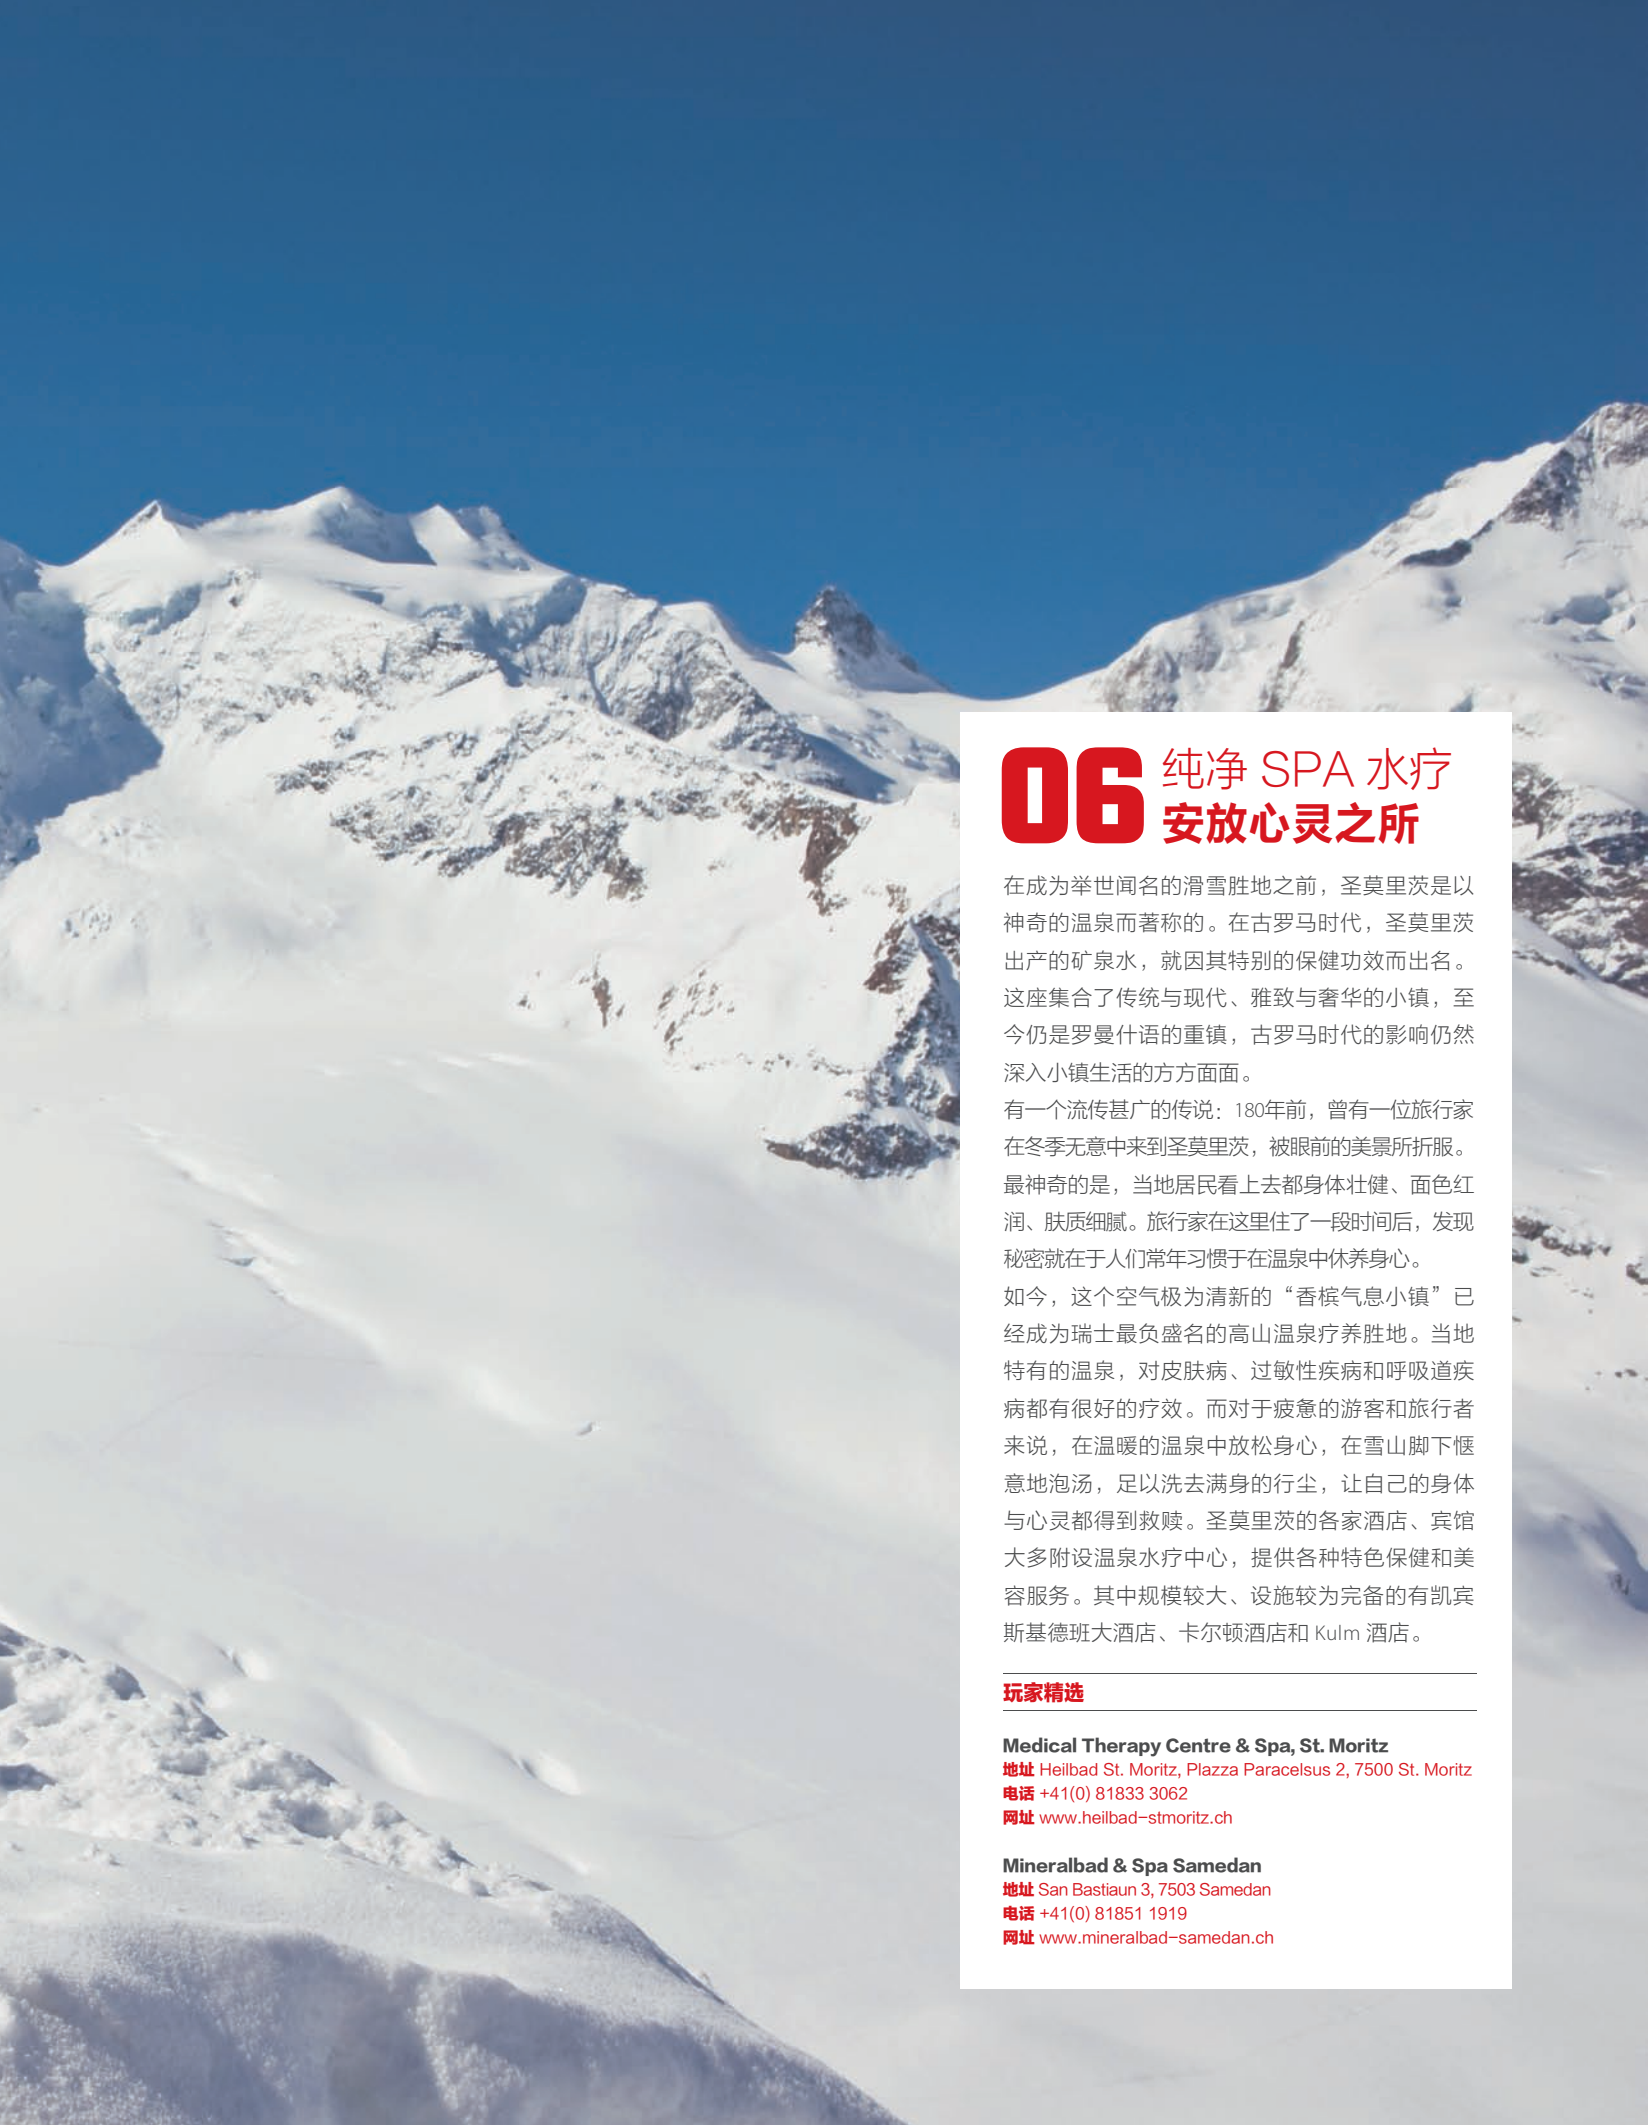 06 纯净 SPA 水疗
安放心灵之所
在成为举世闻名的滑雪胜地之前，圣莫里茨是以
神奇的温泉而著称的。在古罗马时代，圣莫里茨
出产的矿泉水，就因其特别的保健功效而出名。
这座集合了传统与现代、雅致与奢华的小镇，至
今仍是罗曼什语的重镇，古罗马时代的影响仍然
深入小镇生活的方方面面。
有一个流传甚广的传说：180年前，曾有一位旅行家
在冬季无意中来到圣莫里茨，被眼前的美景所折服。
最神奇的是，当地居民看上去都身体壮健、面色红
润、肤质细腻。旅行家在这里住了一段时间后，发现
秘密就在于人们常年习惯于在温泉中休养身心。
如今，这个空气极为清新的“香槟气息小镇”已
经成为瑞士最负盛名的高山温泉疗养胜地。当地
特有的温泉，对皮肤病、过敏性疾病和呼吸道疾
病都有很好的疗效。而对于疲惫的游客和旅行者
来说，在温暖的温泉中放松身心，在雪山脚下惬
意地泡汤，足以洗去满身的行尘，让自己的身体
与心灵都得到救赎。圣莫里茨的各家酒店、宾馆
大多附设温泉水疗中心，提供各种特色保健和美
容服务。其中规模较大、设施较为完备的有凯宾
斯基德班大酒店、卡尔顿酒店和 Kulm 酒店。
玩家精选
Medical Therapy Centre & Spa, St. Moritz
地址 Heilbad St. Moritz, Plazza Paracelsus 2, 7500 St. Moritz
电话 +41(0) 81833 3062
网址 www.heilbad-stmoritz.ch
Mineralbad & Spa Samedan
地址 San Bastiaun 3, 7503 Samedan
电话 +41(0) 81851 1919
网址 www.mineralbad-samedan.ch